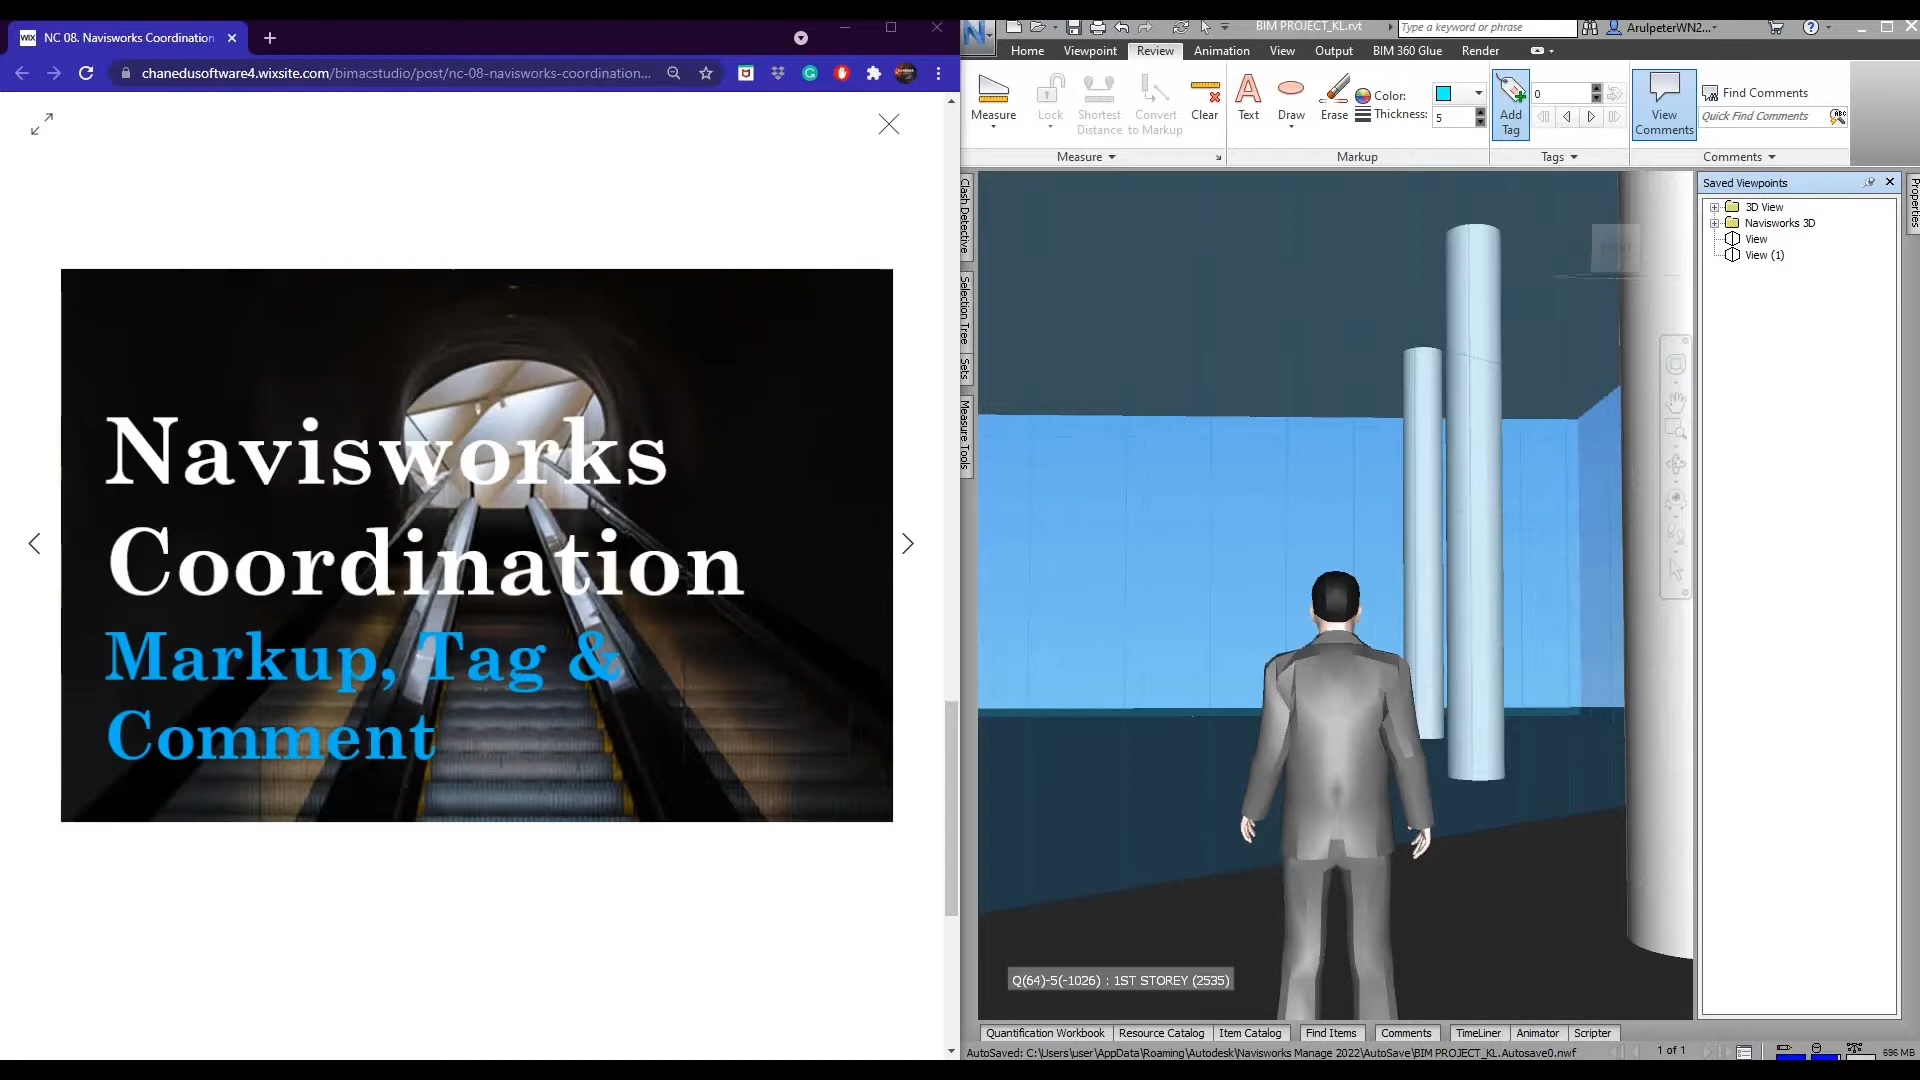 WIX NC 08. Navisworks Coordination
chanedusoftware4.wixsite.com/bimacstudio/post/nc-08-navisworks-coordination...
Navisworks
Coordination
Markup, Tag &
Comment
BIM PROJECT_KL.rvt
Type a keyword or phrase
ArulpeterWN2...
Home Viewpoint Review Animation View Output BIM 360 Glue Render
Measure
Lock
Shortest
Distance
Convert
to Markup
Clear
Text
Draw
Erase
Color:
Thickness: 5
Add
Tag
0
View
Comments
Find Comments
Quick Find Comments
Measure
Markup
Tags
Comments
Clash Detective
Selection Tree
Sets
Measure Tools
Saved Viewpoints
3D View
Navisworks 3D
View
View (1)
Properties
Q(64)-5(-1026) : 1ST STOREY (2535)
Quantification Workbook Resource Catalog Item Catalog Find Items Comments TimeLiner Animator Scripter
AutoSaved: C:\Users\user\AppData\Roaming\Autodesk\Navisworks Manage 2022\AutoSave\BIM PROJECT_KL.Autosave0.nwf
1 of 1
696 MB